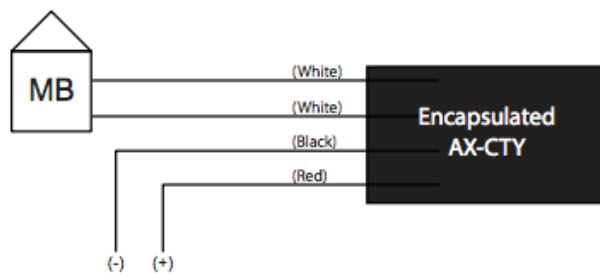 MB
(White)
(White)
(Black)
(Red)
Encapsulated
AX-CTY
(-)
(+)